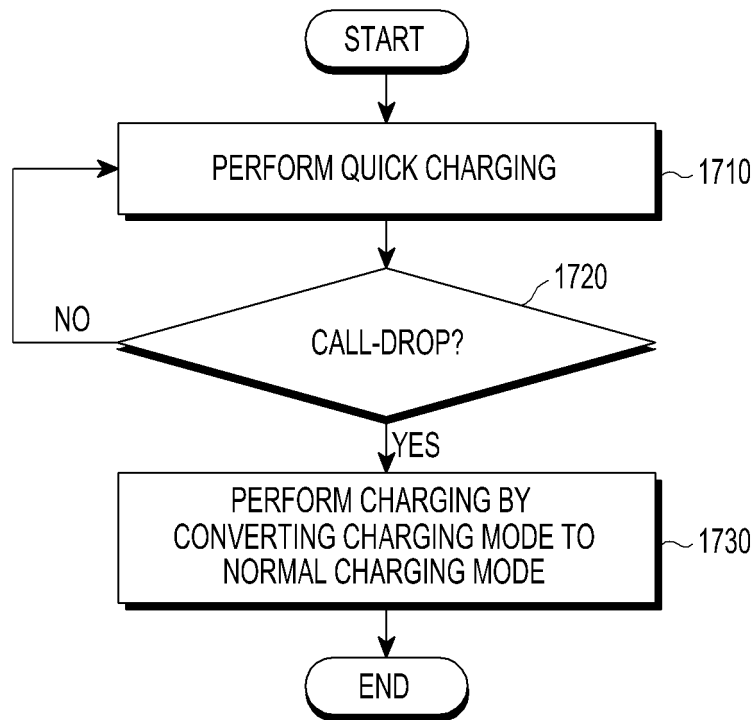 START
PERFORM QUICK CHARGING
1710
1720
CALL-DROP?
NO
YES
PERFORM CHARGING BY
CONVERTING CHARGING MODE TO
NORMAL CHARGING MODE
1730
END